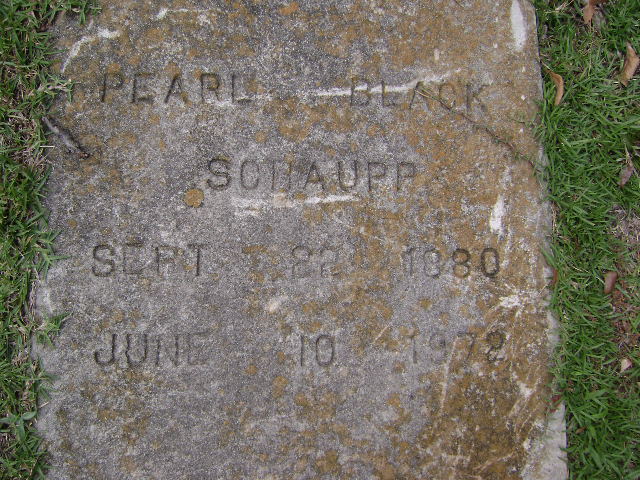 PEARL BLACK
SCHAUPP
SEPT 22 1880
JUNE 10 1972